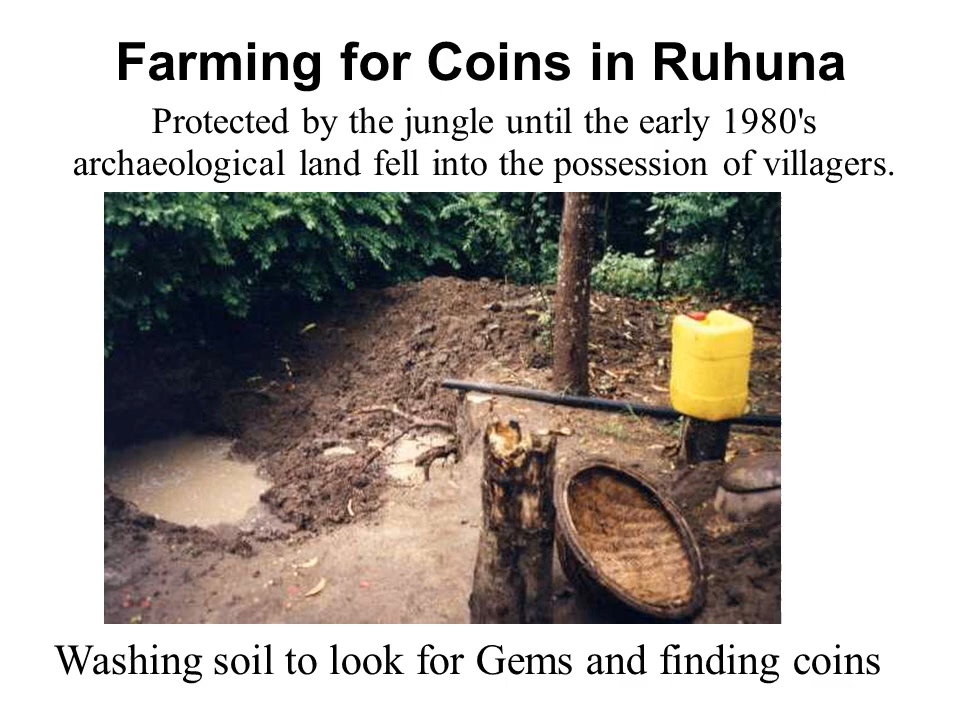 Farming for Coins in Ruhuna
Protected by the jungle until the early 1980's
archaeological land fell into the possession of villagers.
Washing soil to look for Gems and finding coins